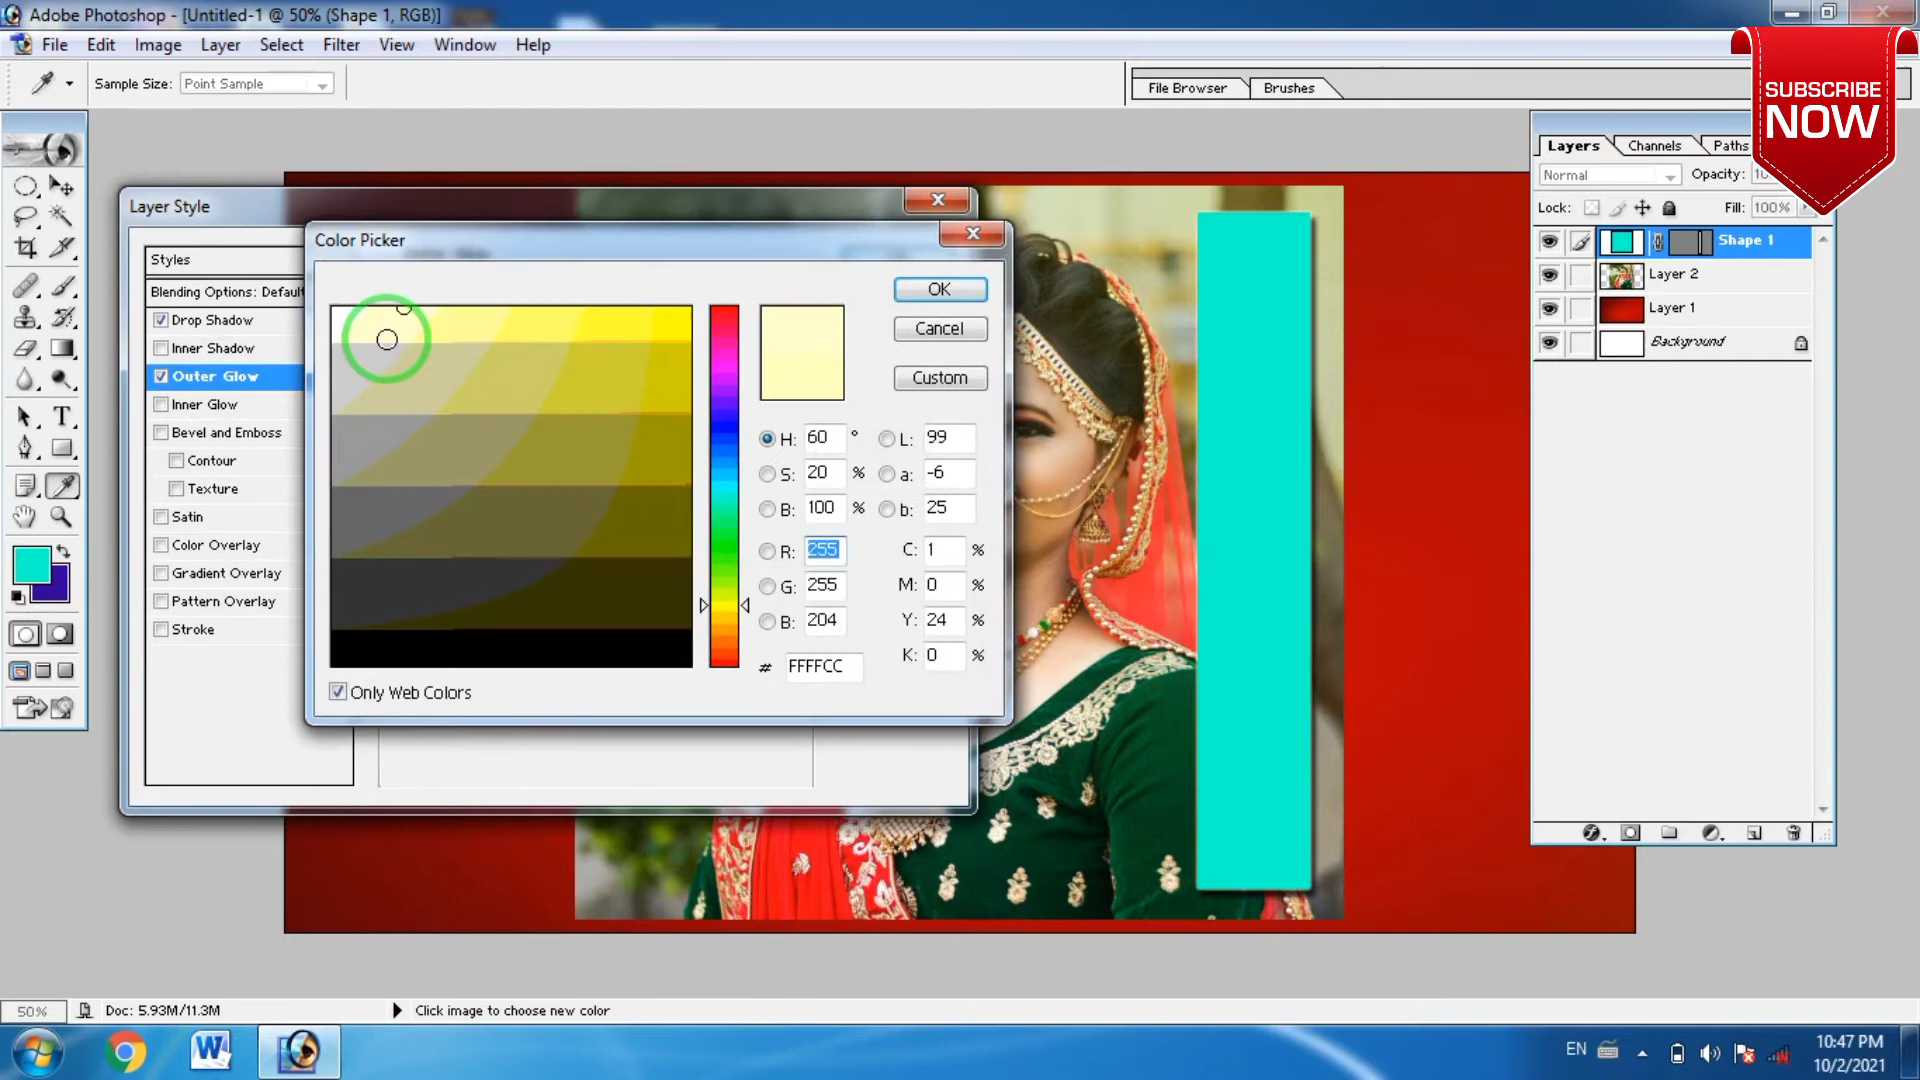 Adobe Photoshop - [Untitled-1 @ 50% (Shape 1, RGB)]
File Edit Image Layer Select Filter View Window Help
Sample Size: Point Sample
File Browser Brushes
SUBSCRIBE
NOW
Layers Channels Paths
Normal Opacity:
Lock: Fill: 100%
Shape 1
Layer 2
Layer 1
Background
Layer Style
Styles
Blending Options: Default
Drop Shadow
Inner Shadow
Outer Glow
Inner Glow
Bevel and Emboss
Contour
Texture
Satin
Color Overlay
Gradient Overlay
Pattern Overlay
Stroke
Color Picker
OK
Cancel
Custom
H: 60 ° L: 99
S: 20 % a: -6
B: 100 % b: 25
R: 255 C: 1 %
G: 255 M: 0 %
B: 204 Y: 24 %
# FFFFCC K: 0 %
Only Web Colors
50% Doc: 5.93M/11.3M Click image to choose new color
EN
10:47 PM
10/2/2021